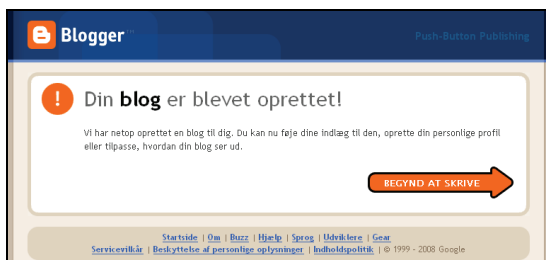 Blogger™ Push-Button Publishing
Din blog er blevet oprettet!
Vi har netop oprettet en blog til dig. Du kan nu føje dine indlæg til den, oprette din personlige profil
eller tilpasse, hvordan din blog ser ud.
BEGYND AT SKRIVE
Startside | Om | Buzz | Hjælp | Sprog | Udviklere | Gear
Servicevilkår | Beskyttelse af personlige oplysninger | Indholdspolitik | © 1999 - 2008 Google